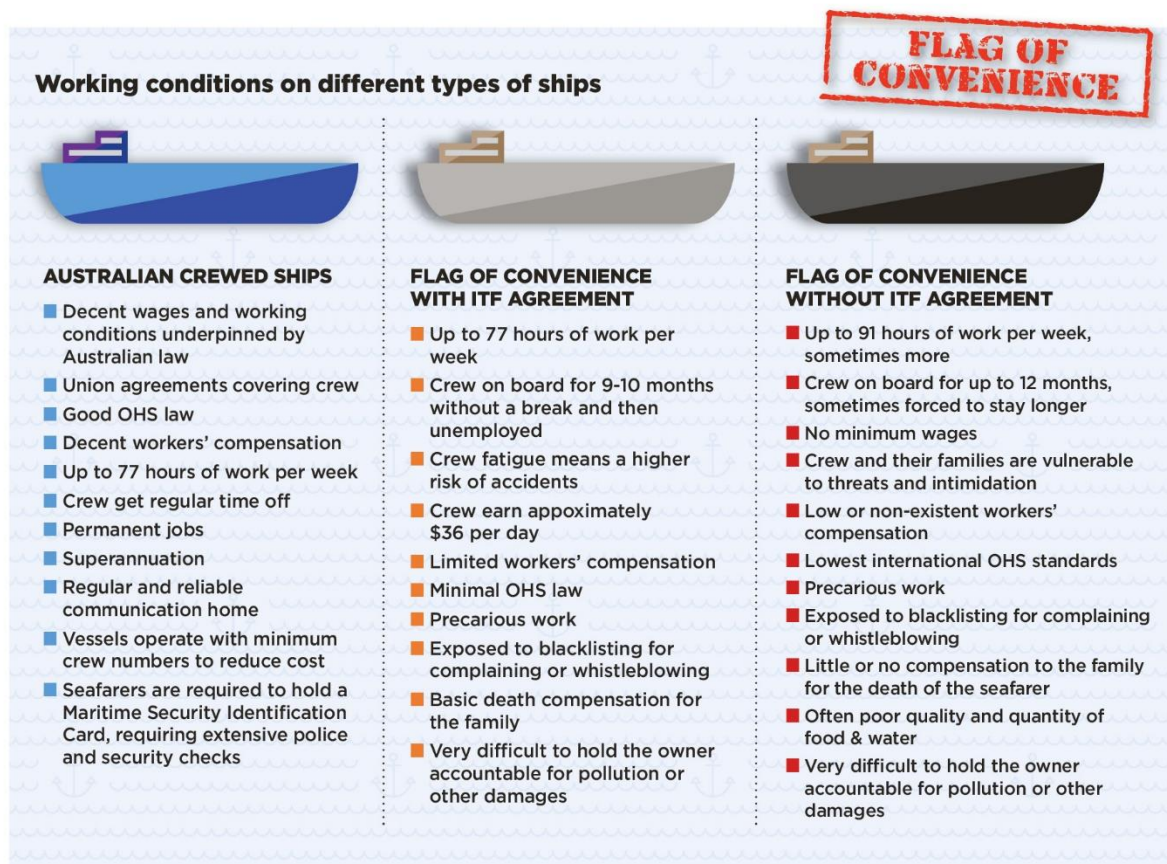 FLAG OF
CONVENIENCE
Working conditions on different types of ships
AUSTRALIAN CREWED SHIPS
Decent wages and working
conditions underpinned by
Australian law
Union agreements covering crew
Good OHS law
Decent workers' compensation
Up to 77 hours of work per week
Crew get regular time off
Permanent jobs
Superannuation
Regular and reliable
communication home
Vessels operate with minimum
crew numbers to reduce cost
Seafarers are required to hold a
Maritime Security Identification
Card, requiring extensive police
and security checks
FLAG OF CONVENIENCE
WITH ITF AGREEMENT
Up to 77 hours of work per
week
Crew on board for 9-10 months
without a break and then
unemployed
Crew fatigue means a higher
risk of accidents
Crew earn appoximately
$36 per day
Limited workers' compensation
Minimal OHS law
Precarious work
Exposed to blacklisting for
complaining or whistleblowing
Basic death compensation for
the family
Very difficult to hold the owner
accountable for pollution or
other damages
FLAG OF CONVENIENCE
WITHOUT ITF AGREEMENT
Up to 91 hours of work per week,
sometimes more
Crew on board for up to 12 months,
sometimes forced to stay longer
No minimum wages
Crew and their families are vulnerable
to threats and intimidation
Low or non-existent workers'
compensation
Lowest international OHS standards
Precarious work
Exposed to blacklisting for complaining
or whistleblowing
Little or no compensation to the family
for the death of the seafarer
Often poor quality and quantity of
food & water
Very difficult to hold the owner
accountable for pollution or other
damages